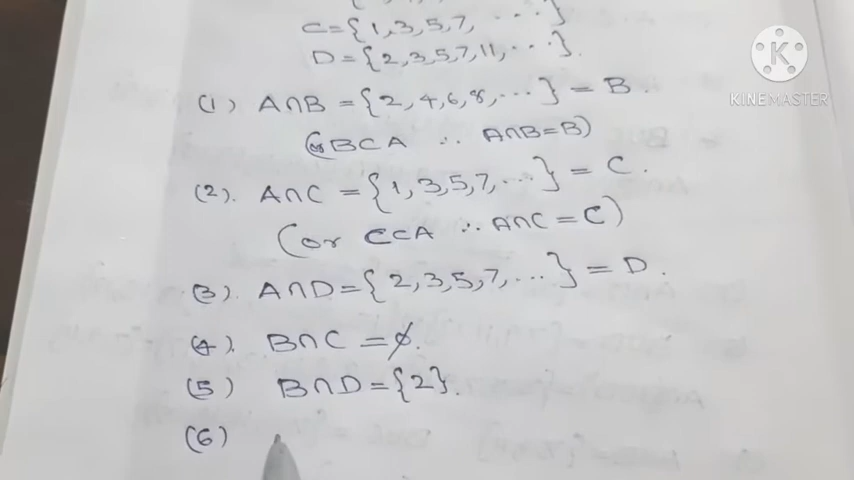 C={1,3,5,7, ...}
D={2,3,5,7,11,...}.
(1) A∩B={2,4,6,8,...}=B.
(or B⊂A ∴ A∩B=B)
(2). A∩C={1,3,5,7,...}=C.
(or C⊂A ∴ A∩C=C)
(3). A∩D={2,3,5,7,...}=D.
(4). B∩C=ϕ.
(5) B∩D={2}.
(6)
K
KINEMASTER